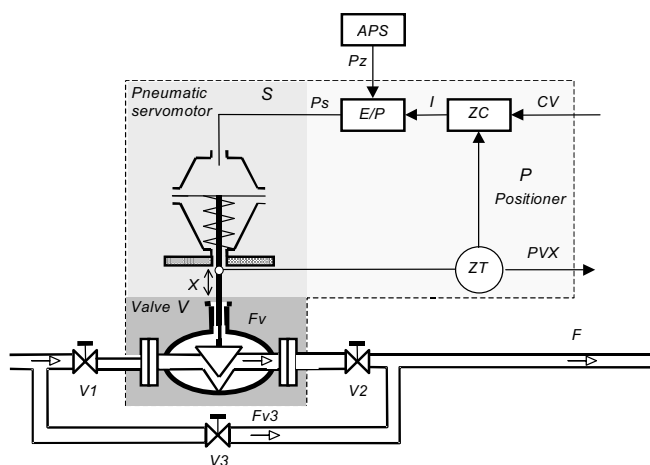 APS
Pz
Pneumatic
servomotor
S
Ps
E/P
I
ZC
CV
P
Positioner
ZT
PVX
X
Valve V
Fv
F
V1
V2
Fv3
V3